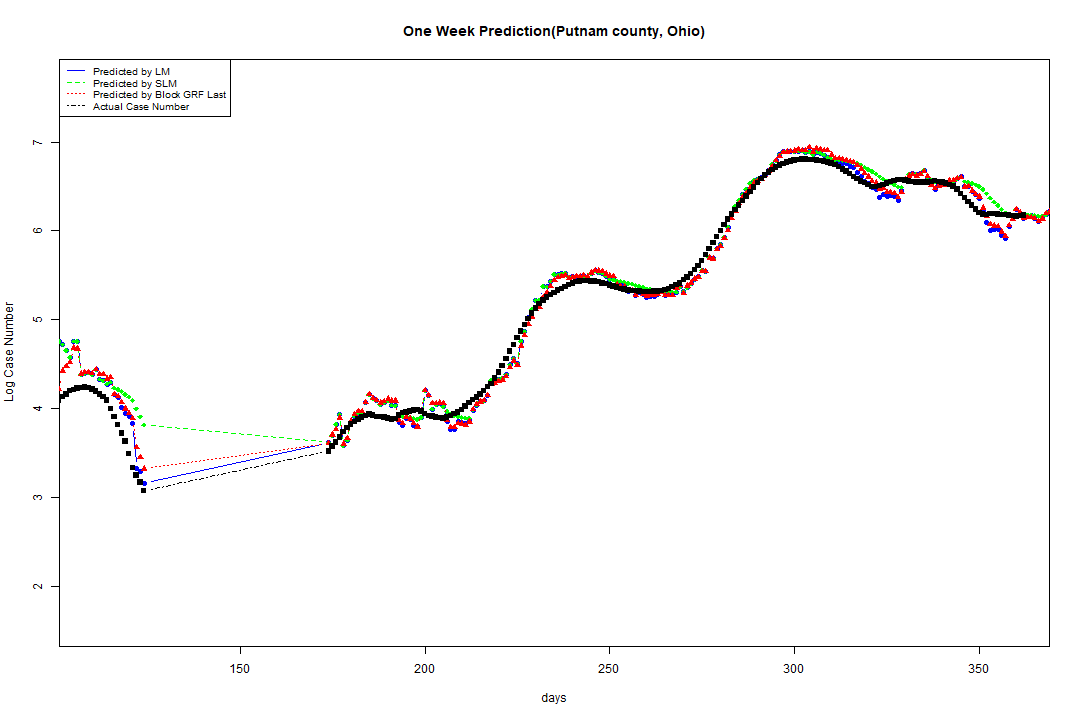 One Week Prediction(Putnam county, Ohio)
Predicted by LM
Predicted by SLM
Predicted by Block GRF Last
Actual Case Number
7
6
5
4
3
2
Log Case Number
150 200 250 300 350
days